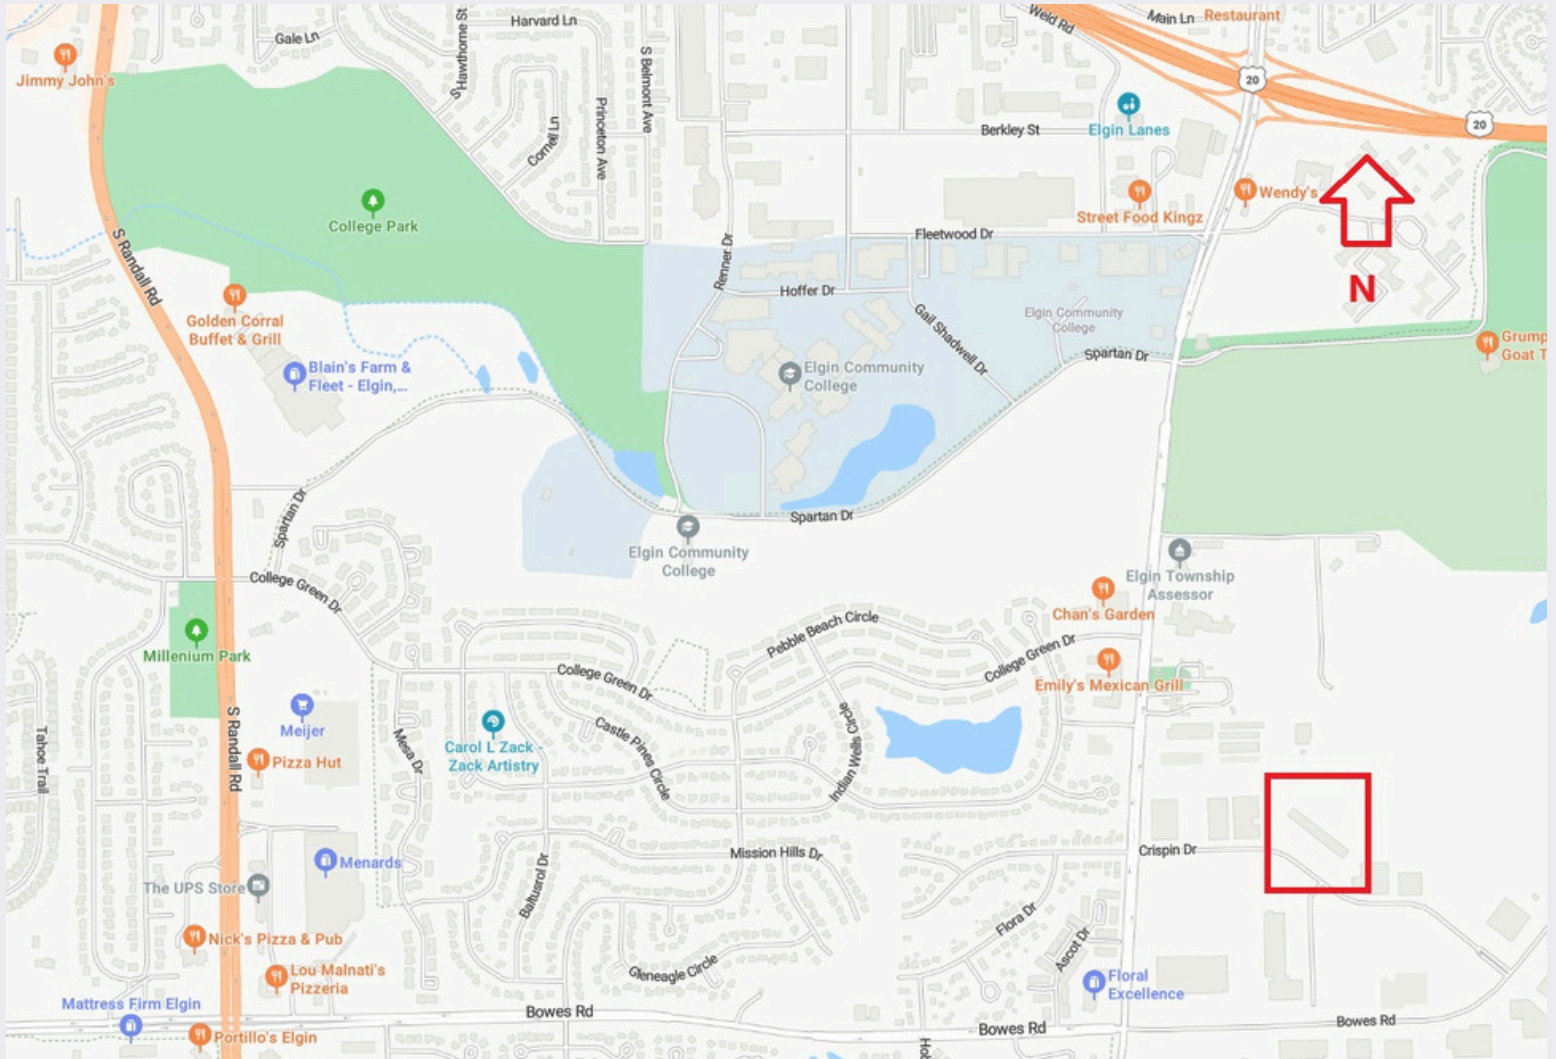 Harvard Ln
Main Ln
Restaurant
Weld Rd
Gale Ln
S Hawthorne St
S Belmont Ave
Jimmy John's
20
20
Princeton Ave
Cornell Ln
Berkley St
Elgin Lanes
College Park
Street Food Kingz
Wendy's
Fleetwood Dr
S Randall Rd
Renner Dr
Hoffer Dr
N
Golden Corral
Buffet & Grill
Gail Shadwell Dr
Elgin Community
College
Spartan Dr
Grump
Goat T
Blain's Farm &
Fleet - Elgin,...
Elgin Community
College
Spartan Dr
Spartan Dr
Elgin Community
College
College Green Dr
Elgin Township
Assessor
Chan's Garden
Millenium Park
Pebble Beach Circle
College Green Dr
College Green Dr
Emily's Mexican Grill
S Randall Rd
Meijer
Pizza Hut
Tahoe Trail
Mesa Dr
Carol L Zack -
Zack Artistry
Castle Pines Circle
Indian Wells Circle
Menards
Mission Hills Dr
Crispin Dr
The UPS Store
Baltusrol Dr
Nick's Pizza & Pub
Flora Dr
Ascot Dr
Lou Malnati's
Pizzeria
Gleneagle Circle
Floral
Excellence
Mattress Firm Elgin
Bowes Rd
Bowes Rd
Bowes Rd
Portillo's Elgin